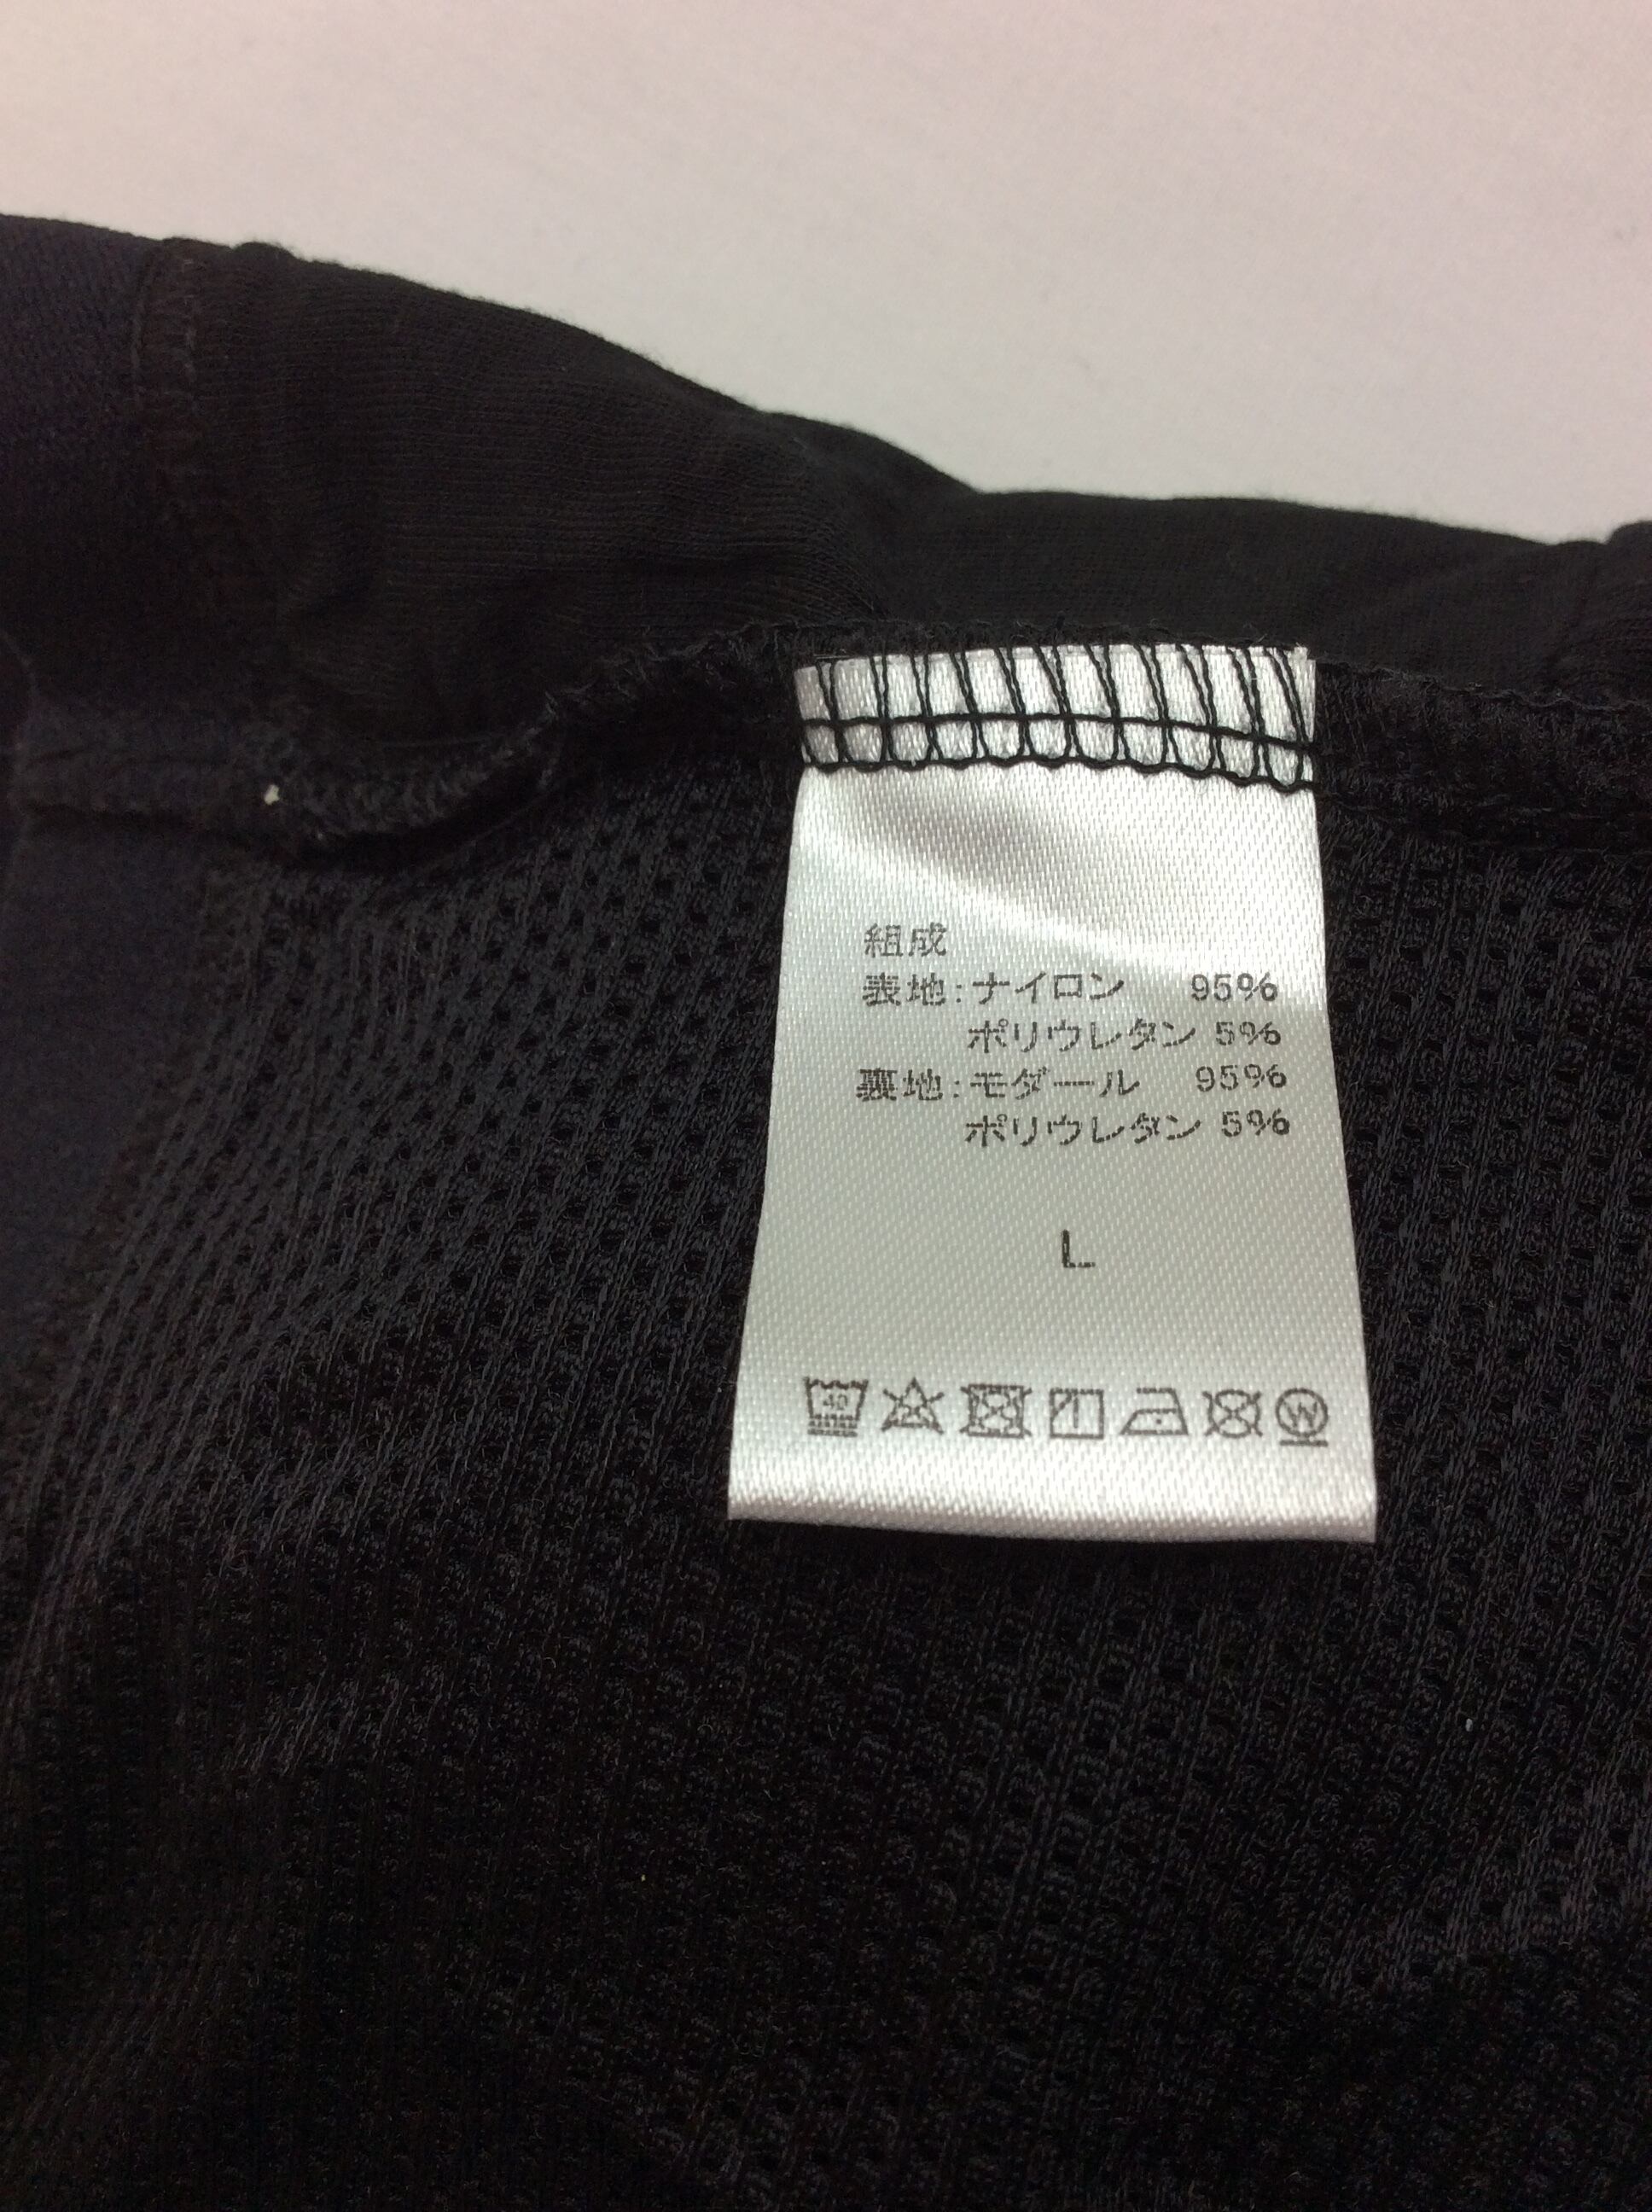 組成
表地:ナイロン 95%
ポリウレタン 5%
裏地:モダール 95%
ポリウレタン 5%
L
40 W